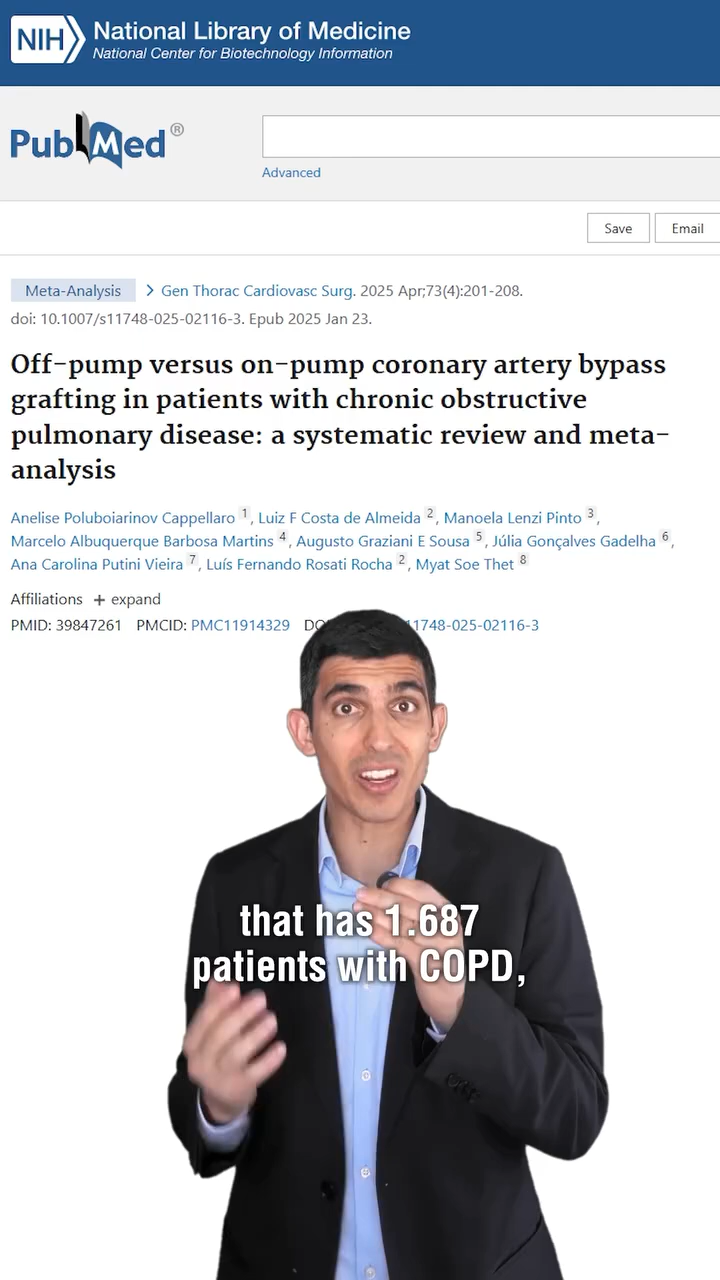 NIH
National Library of Medicine
National Center for Biotechnology Information
PubMed®
Advanced
Save
Email
Meta-Analysis > Gen Thorac Cardiovasc Surg. 2025 Apr;73(4):201-208.
doi: 10.1007/s11748-025-02116-3. Epub 2025 Jan 23.
Off-pump versus on-pump coronary artery bypass
grafting in patients with chronic obstructive
pulmonary disease: a systematic review and meta-
analysis
Anelise Poluboiarinov Cappellaro 1, Luiz F Costa de Almeida 2, Manoela Lenzi Pinto 3,
Marcelo Albuquerque Barbosa Martins 4, Augusto Graziani E Sousa 5, Júlia Gonçalves Gadelha 6,
Ana Carolina Putini Vieira 7, Luís Fernando Rosati Rocha 2, Myat Soe Thet 8
Affiliations + expand
PMID: 39847261 PMCID: PMC11914329 11748-025-02116-3
that has 1.687
patients with COPD,